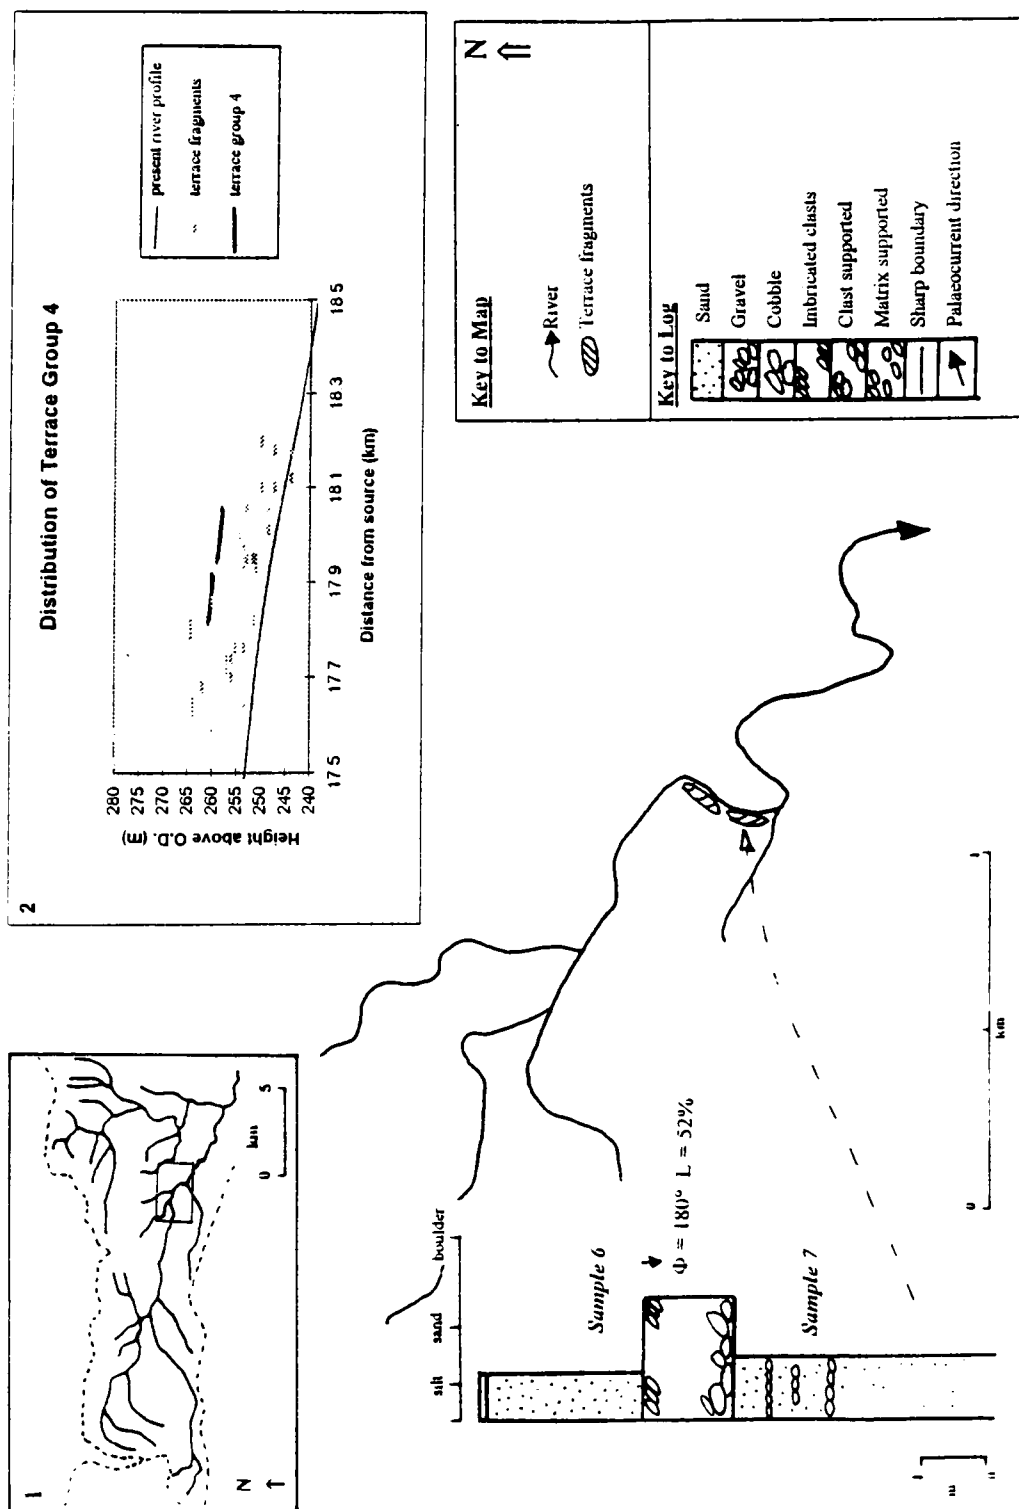 1
N
0 km 5
2
Distribution of Terrace Group 4
Height above O.D. (m)
280
275
270
265
260
255
250
245
240
175 177 179 181 183 185
Distance from source (km)
present river profile
terrace fragments
terrace group 4
silt sand boulder
Sample 6
Φ = 180° L = 52%
Sample 7
m
0 km 1
Key to Map
N
River
Terrace fragments
Key to Log
Sand
Gravel
Cobble
Imbricated clasts
Clast supported
Matrix supported
Sharp boundary
Palaeocurrent direction